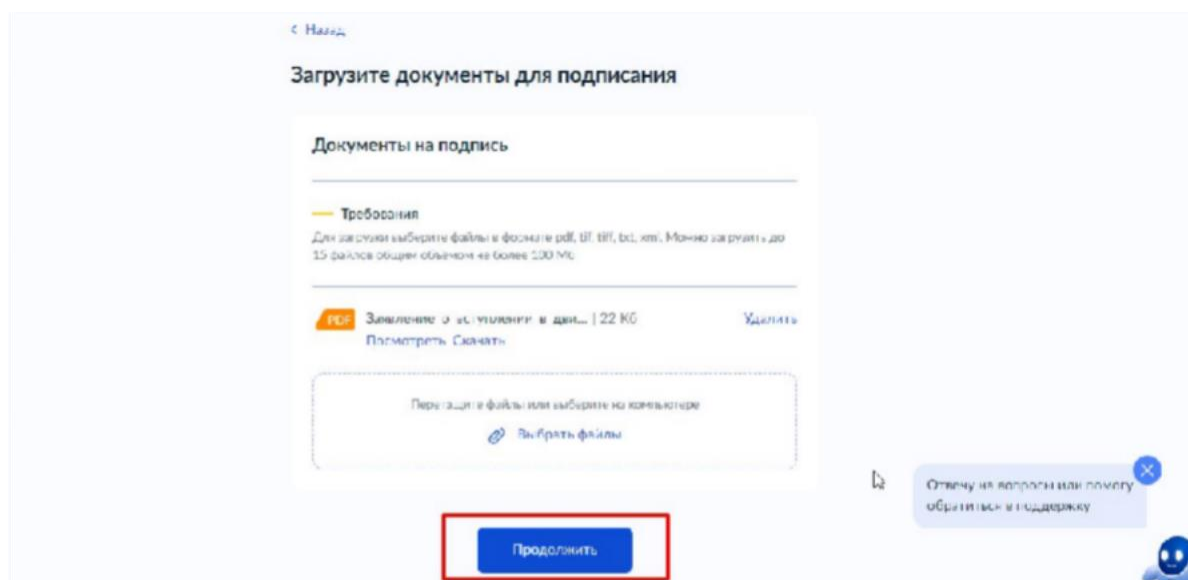 Назад
Загрузите документы для подписания
Документы на подпись
Требования
Для загрузки выберите файлы в формате pdf, tif, tiff, txt, xml. Можно загрузить до
15 файлов общим объемом не более 100 Мб
PDF Заявление о вступлении в дви... | 22 Кб Удалить
Посмотреть Скачать
Перетащите файлы или выберите на компьютере
Выбрать файлы
Отвечу на вопросы или помогу
обратиться в поддержку
Продолжить